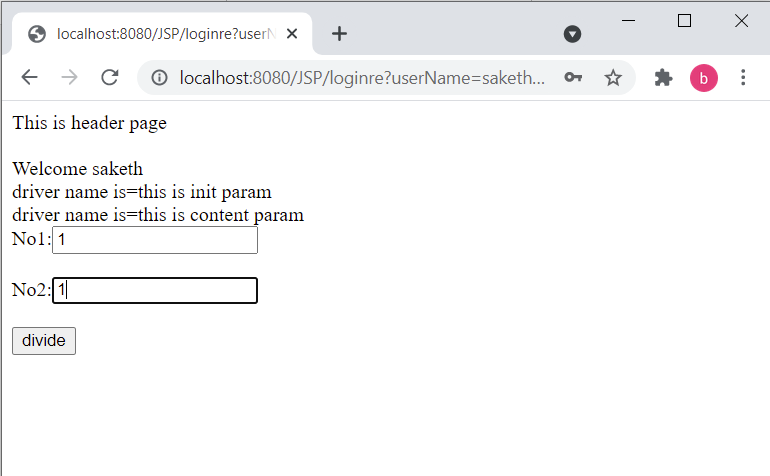 localhost:8080/JSP/loginre?userN
localhost:8080/JSP/loginre?userName=saketh...
b
This is header page
Welcome saketh
driver name is=this is init param
driver name is=this is content param
No1: 1
No2: 1
divide